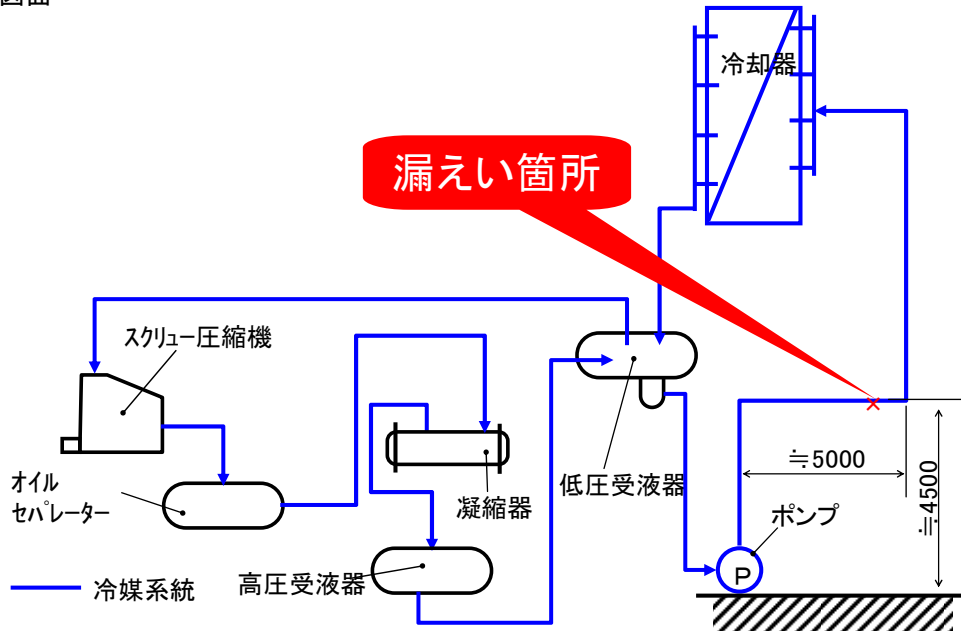 冷却器
漏えい箇所
スクリュー圧縮機
≒5000
≒4500
オイル
セパレーター
凝縮器
低圧受液器
ポンプ
P
高圧受液器
冷媒系統